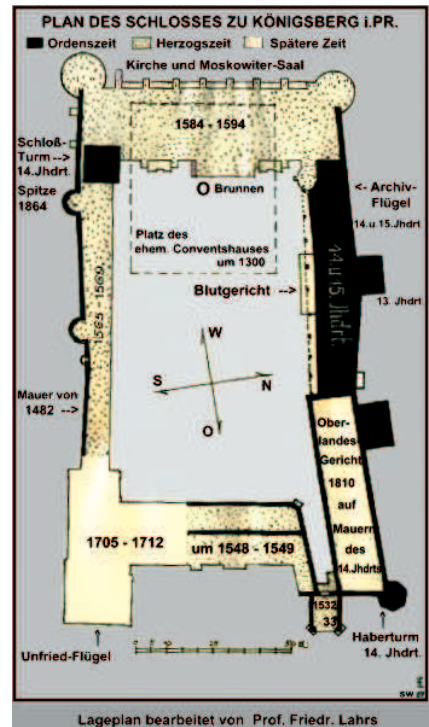 PLAN DES SCHLOSSES ZU KÖNIGSBERG i.PR.
Ordenszeit Herzogszeit Spätere Zeit
Kirche und Moskowiter-Saal
1584 - 1594
Schloß-
Turm -->
14.Jhdrt.
Spitze
1864
O Brunnen
<- Archiv-
Flügel
14.u 15.Jhdrt
Platz des
ehem. Conventshauses
um 1300
1565 - 1569
14. u. 15. Jhdrt.
Blutgericht -->
13. Jhdrt
W
S
N
O
Mauer von
1482 -->
Ober-
landes-
Gericht
1810
auf
Mauern
des
14.Jhdrts
1705 - 1712
um 1548 - 1549
1532
33
Unfried-Flügel
Haberturm
14. Jhdrt.
SW
Lageplan bearbeitet von Prof. Friedr. Lahrs